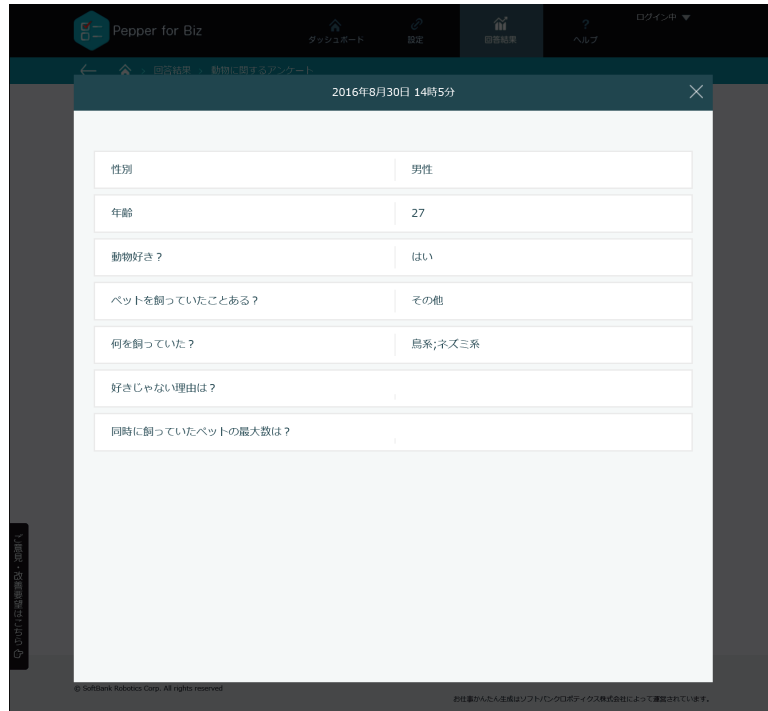 Pepper for Biz
ダッシュボード
設定
回答結果
?
ヘルプ
ログイン中 ▼
回答結果 > 動物に関するアンケート
2016年8月30日 14時5分
性別 男性
年齢 27
動物好き？ はい
ペットを飼っていたことある？ その他
何を飼っていた？ 鳥系;ネズミ系
好きじゃない理由は？
同時に飼っていたペットの最大数は？
ご意見・改善要望はこちら
© SoftBank Robotics Corp. All rights reserved
お仕事かんたん生成はソフトバンクロボティクス株式会社によって運営されています。